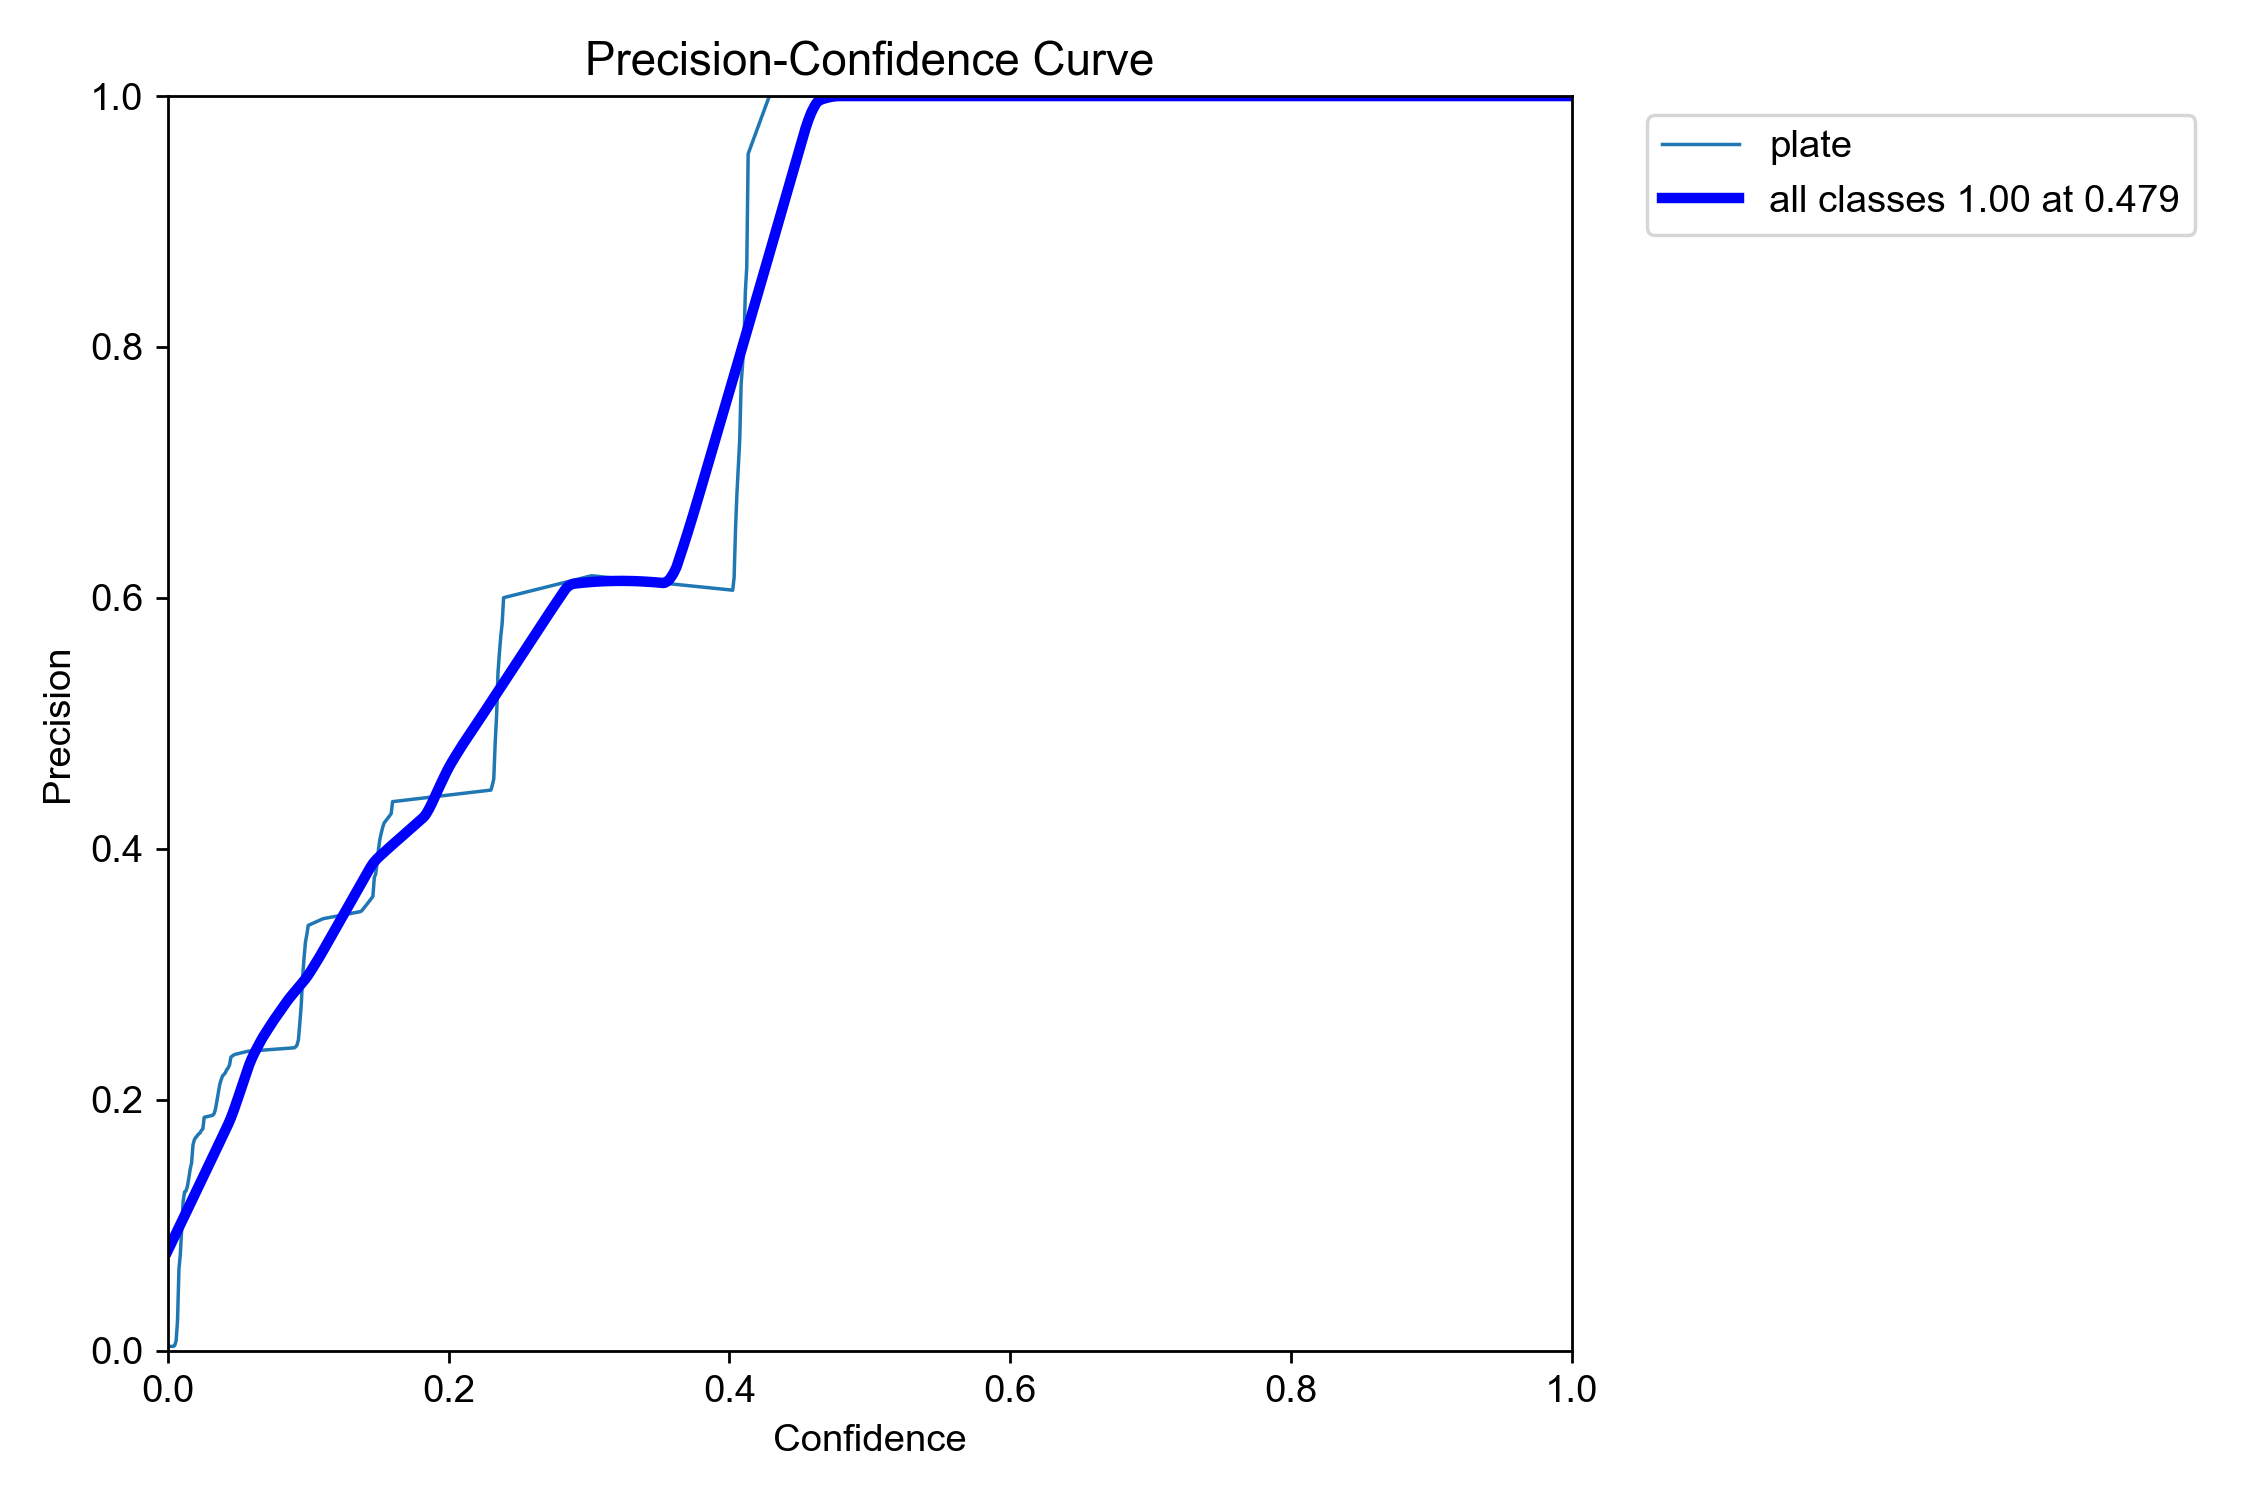 Precision-Confidence Curve
plate
all classes 1.00 at 0.479
1.0
0.8
0.6
0.4
0.2
0.0
Precision
0.0 0.2 0.4 0.6 0.8 1.0
Confidence